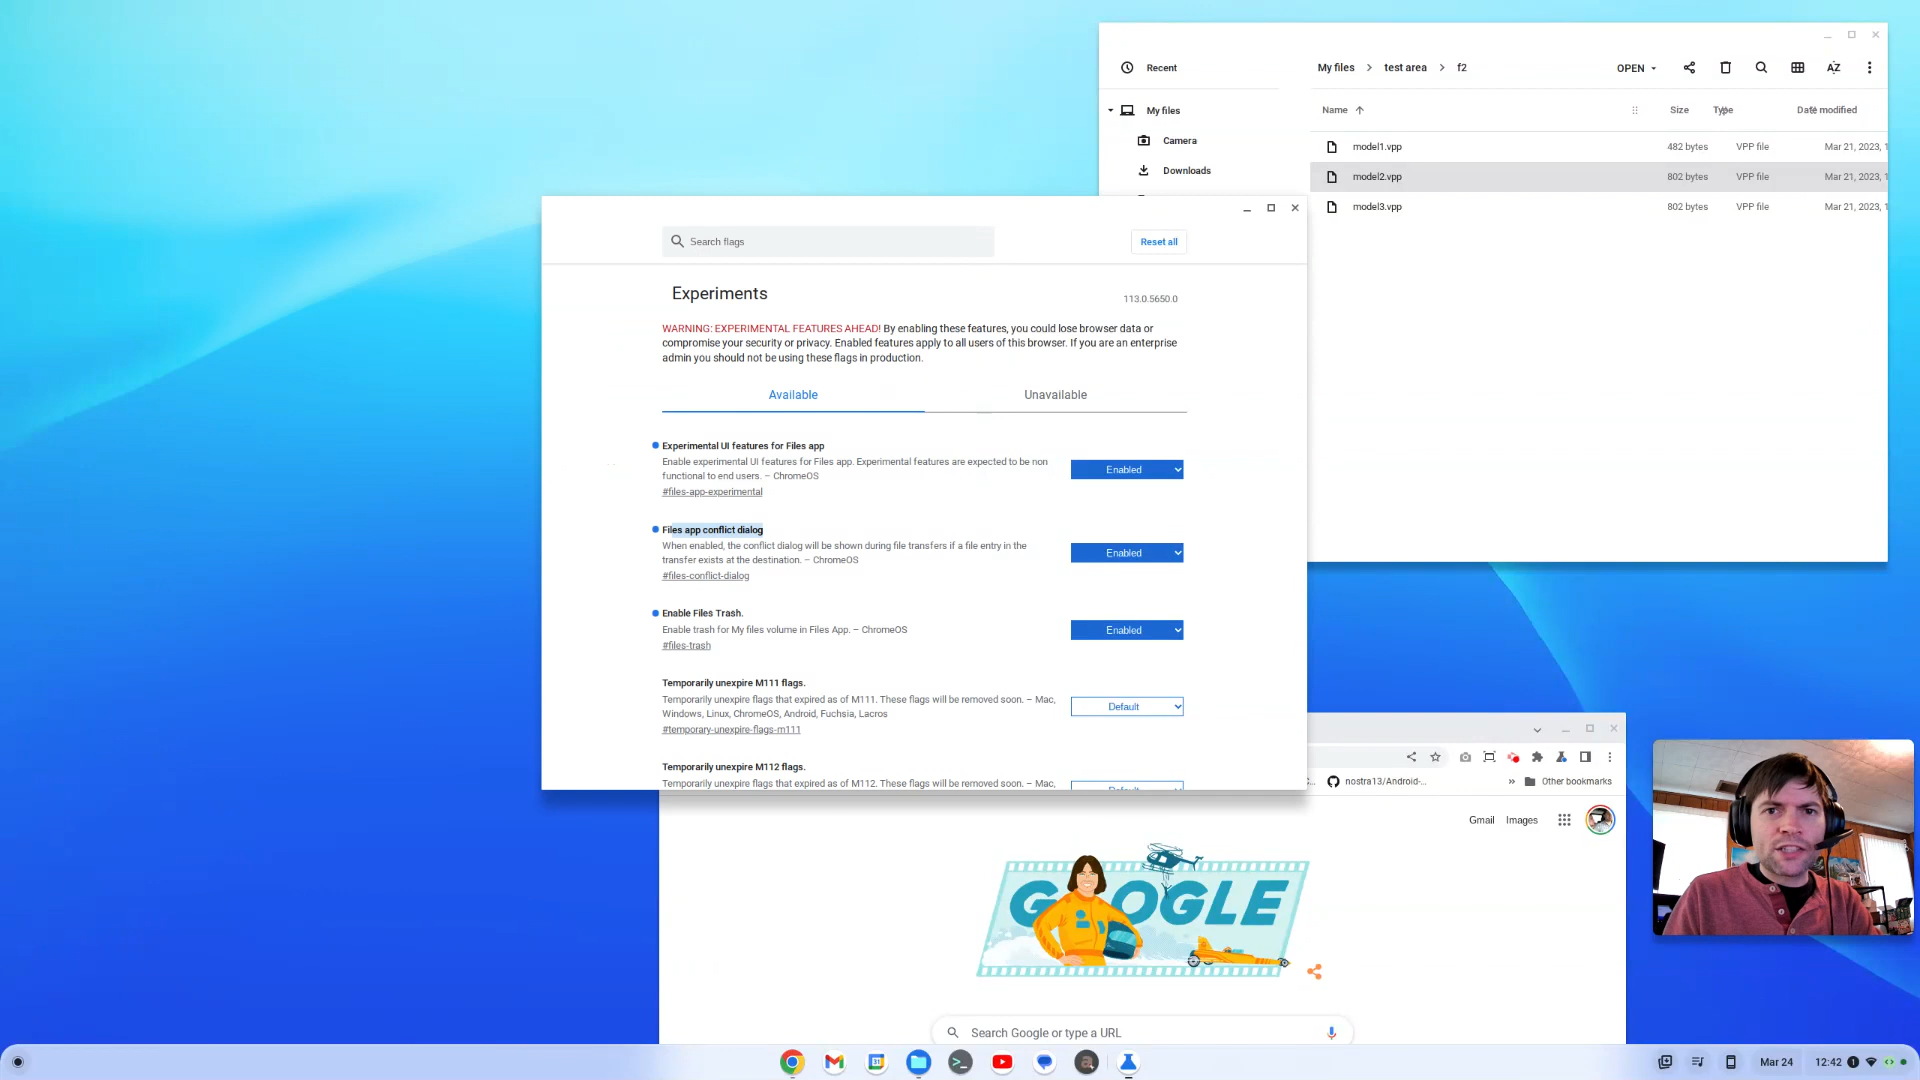 Recent
My files
Camera
Downloads
My files > test area > f2
OPEN
AZ
Name Size Type Date modified
model1.vpp 482 bytes VPP file Mar 21, 2023, 1
model2.vpp 802 bytes VPP file Mar 21, 2023, 1
model3.vpp 802 bytes VPP file Mar 21, 2023, 1
Search flags
Reset all
Experiments
113.0.5650.0
WARNING: EXPERIMENTAL FEATURES AHEAD! By enabling these features, you could lose browser data or
compromise your security or privacy. Enabled features apply to all users of this browser. If you are an enterprise
admin you should not be using these flags in production.
Available
Unavailable
Experimental UI features for Files app
Enable experimental UI features for Files app. Experimental features are expected to be non
functional to end users. – ChromeOS
#files-app-experimental
Enabled
Files app conflict dialog
When enabled, the conflict dialog will be shown during file transfers if a file entry in the
transfer exists at the destination. – ChromeOS
#files-conflict-dialog
Enabled
Enable Files Trash.
Enable trash for My files volume in Files App. – ChromeOS
#files-trash
Enabled
Temporarily unexpire M111 flags.
Temporarily unexpire flags that expired as of M111. These flags will be removed soon. – Mac,
Windows, Linux, ChromeOS, Android, Fuchsia, Lacros
#temporary-unexpire-flags-m111
Default
Temporarily unexpire M112 flags.
Temporarily unexpire flags that expired as of M112. These flags will be removed soon. – Mac,
Default
nostra13/Android-...
»
Other bookmarks
Gmail
Images
GOOGLE
Search Google or type a URL
31
a
Mar 24
12:42
1